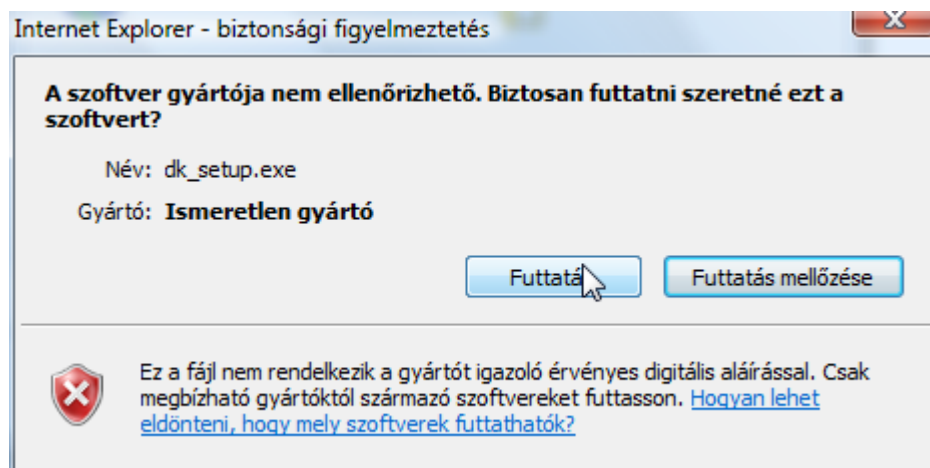 Internet Explorer - biztonsági figyelmeztetés
A szoftver gyártója nem ellenőrizhető. Biztosan futtatni szeretné ezt a
szoftvert?
Név: dk_setup.exe
Gyártó: Ismeretlen gyártó
Futtatás Futtatás mellőzése
Ez a fájl nem rendelkezik a gyártót igazoló érvényes digitális aláírással. Csak
megbízható gyártóktól származó szoftvereket futtasson. Hogyan lehet
eldönteni, hogy mely szoftverek futtathatók?